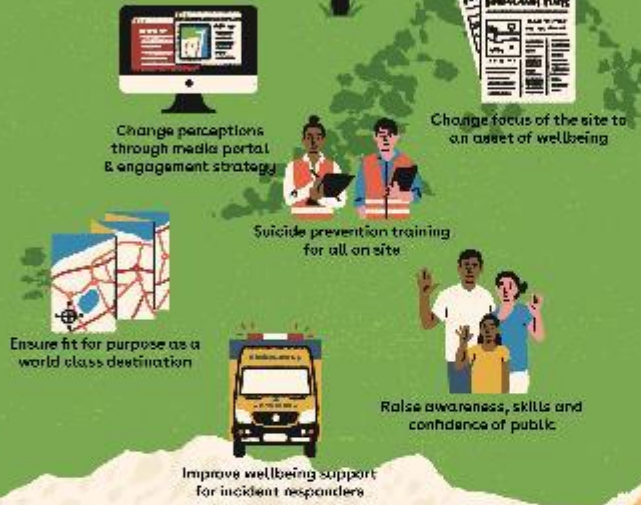 Change perceptions
through media portal
& engagement strategy
Change focus of the site to
an asset of wellbeing
Suicide prevention training
for all on site
Ensure fit for purpose as a
world class destination
Raise awareness, skills and
confidence of public
Improve wellbeing support
for incident responders